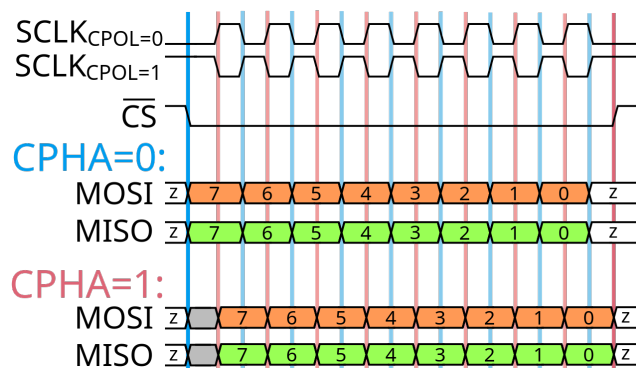 SCLKCPOL=0
SCLKCPOL=1
CS
CPHA=0:
MOSI z 7 6 5 4 3 2 1 0 z
MISO z 7 6 5 4 3 2 1 0 z
CPHA=1:
MOSI z 7 6 5 4 3 2 1 0 z
MISO z 7 6 5 4 3 2 1 0 z